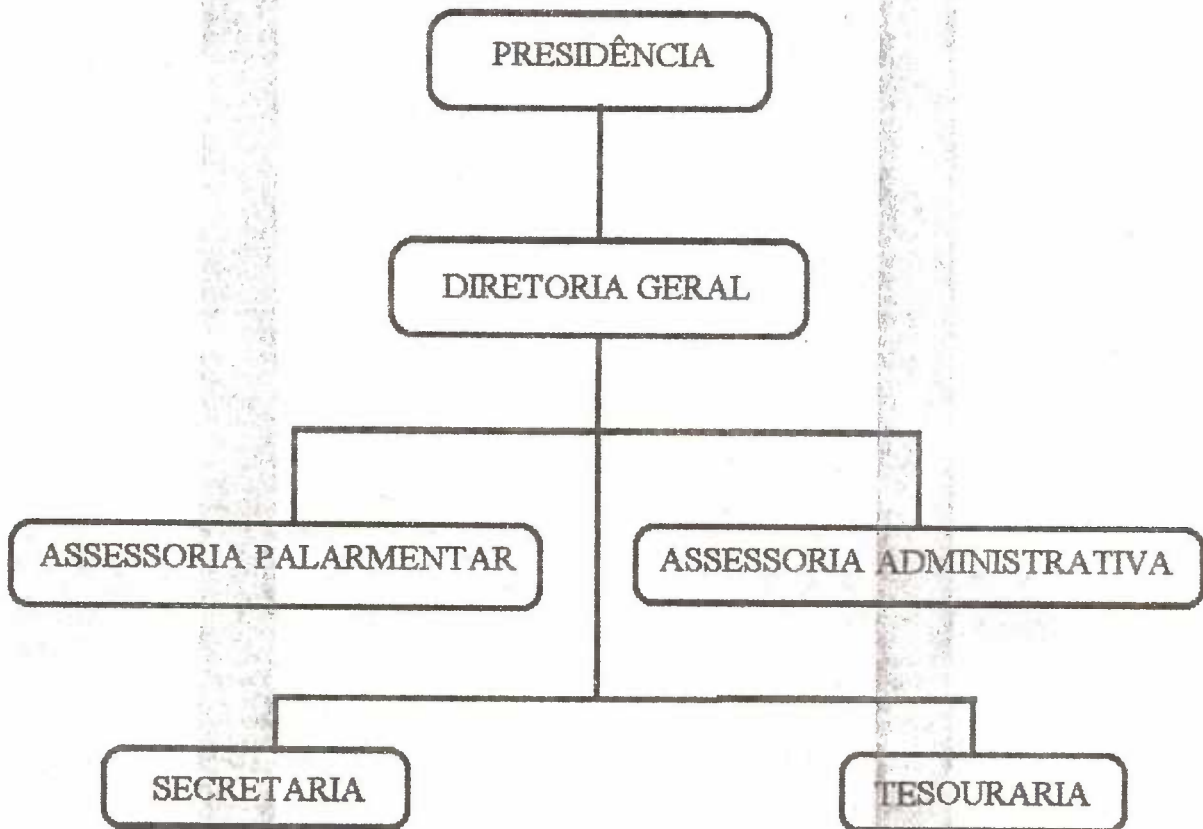 PRESIDÊNCIA
DIRETORIA GERAL
ASSESSORIA PALARMENTAR
ASSESSORIA ADMINISTRATIVA
SECRETARIA
TESOURARIA